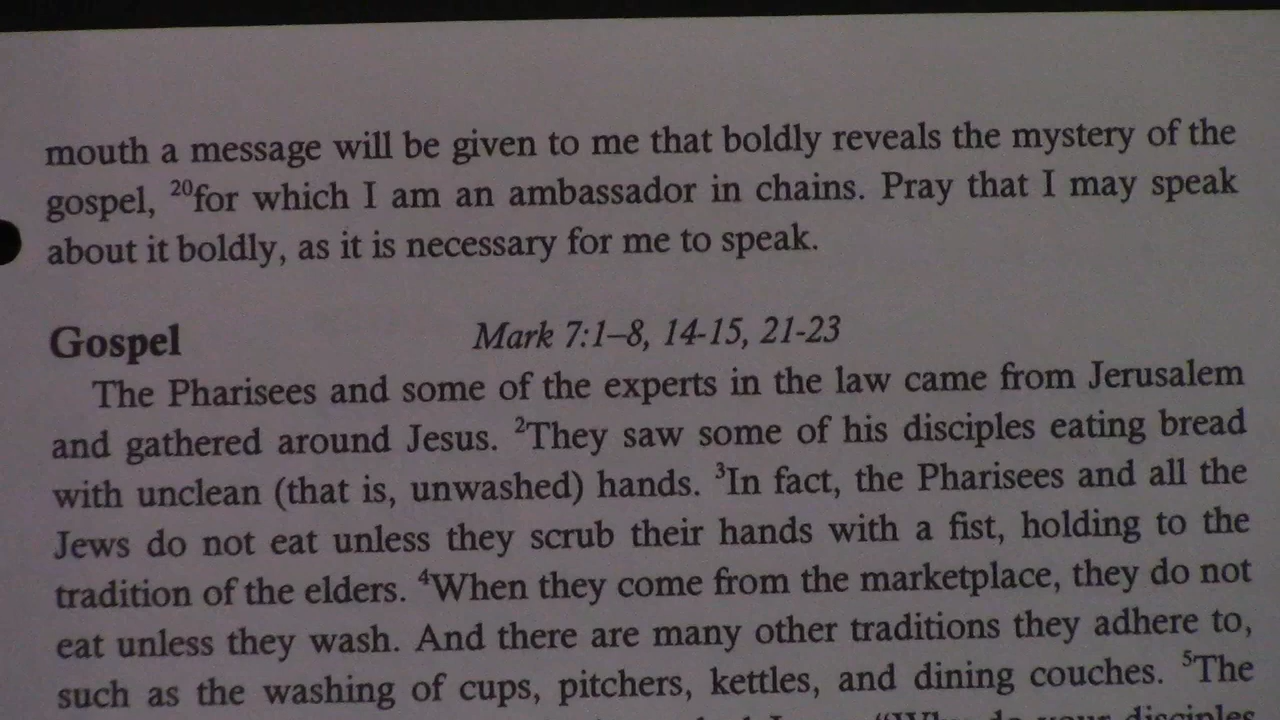 mouth a message will be given to me that boldly reveals the mystery of the
gospel, ²⁰for which I am an ambassador in chains. Pray that I may speak
about it boldly, as it is necessary for me to speak.
Gospel Mark 7:1–8, 14-15, 21-23
The Pharisees and some of the experts in the law came from Jerusalem
and gathered around Jesus. ²They saw some of his disciples eating bread
with unclean (that is, unwashed) hands. ³In fact, the Pharisees and all the
Jews do not eat unless they scrub their hands with a fist, holding to the
tradition of the elders. ⁴When they come from the marketplace, they do not
eat unless they wash. And there are many other traditions they adhere to,
such as the washing of cups, pitchers, kettles, and dining couches. ⁵The
"Why do your disciples